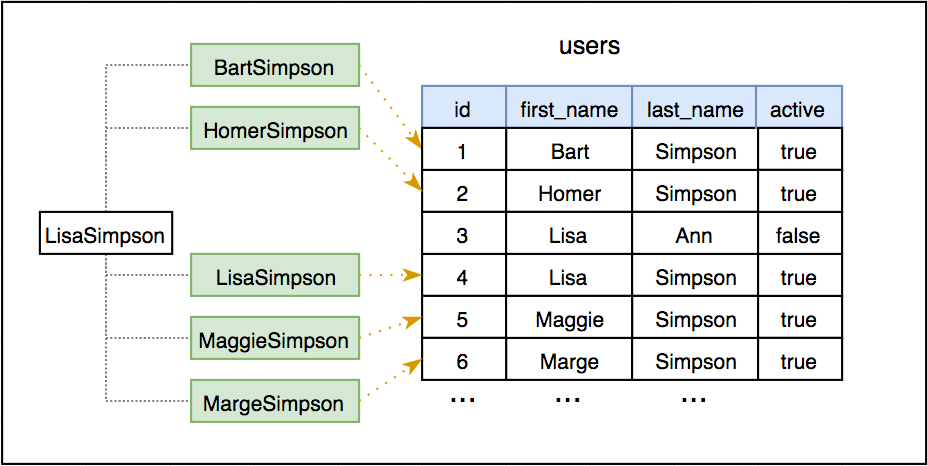 users
BartSimpson
HomerSimpson
LisaSimpson
LisaSimpson
MaggieSimpson
MargeSimpson
id first_name last_name active
1 Bart Simpson true
2 Homer Simpson true
3 Lisa Ann false
4 Lisa Simpson true
5 Maggie Simpson true
6 Marge Simpson true
... ... ...